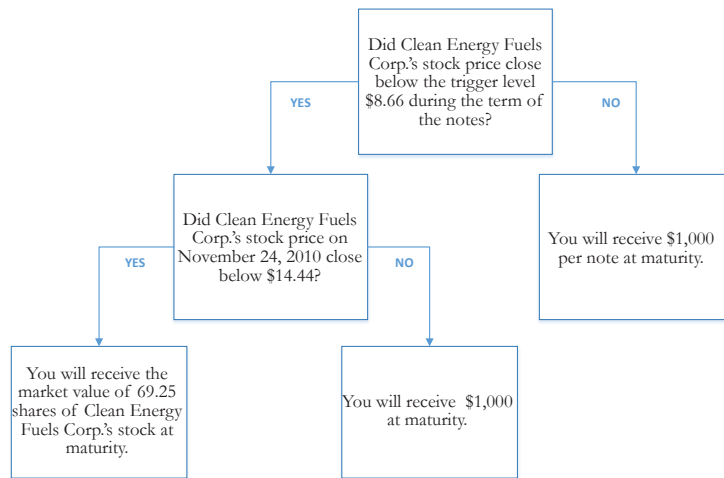 Did Clean Energy Fuels
Corp.'s stock price close
below the trigger level
$8.66 during the term of
the notes?
YES
NO
Did Clean Energy Fuels
Corp.'s stock price on
November 24, 2010 close
below $14.44?
You will receive $1,000
per note at maturity.
YES
NO
You will receive the
market value of 69.25
shares of Clean Energy
Fuels Corp.'s stock at
maturity.
You will receive $1,000
at maturity.